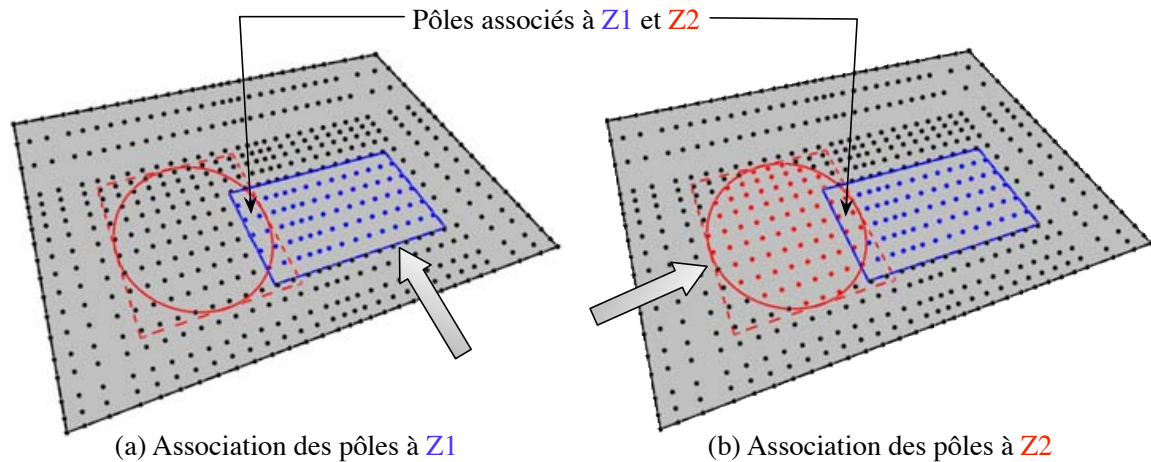 Pôles associés à Z1 et Z2
(a) Association des pôles à Z1
(b) Association des pôles à Z2